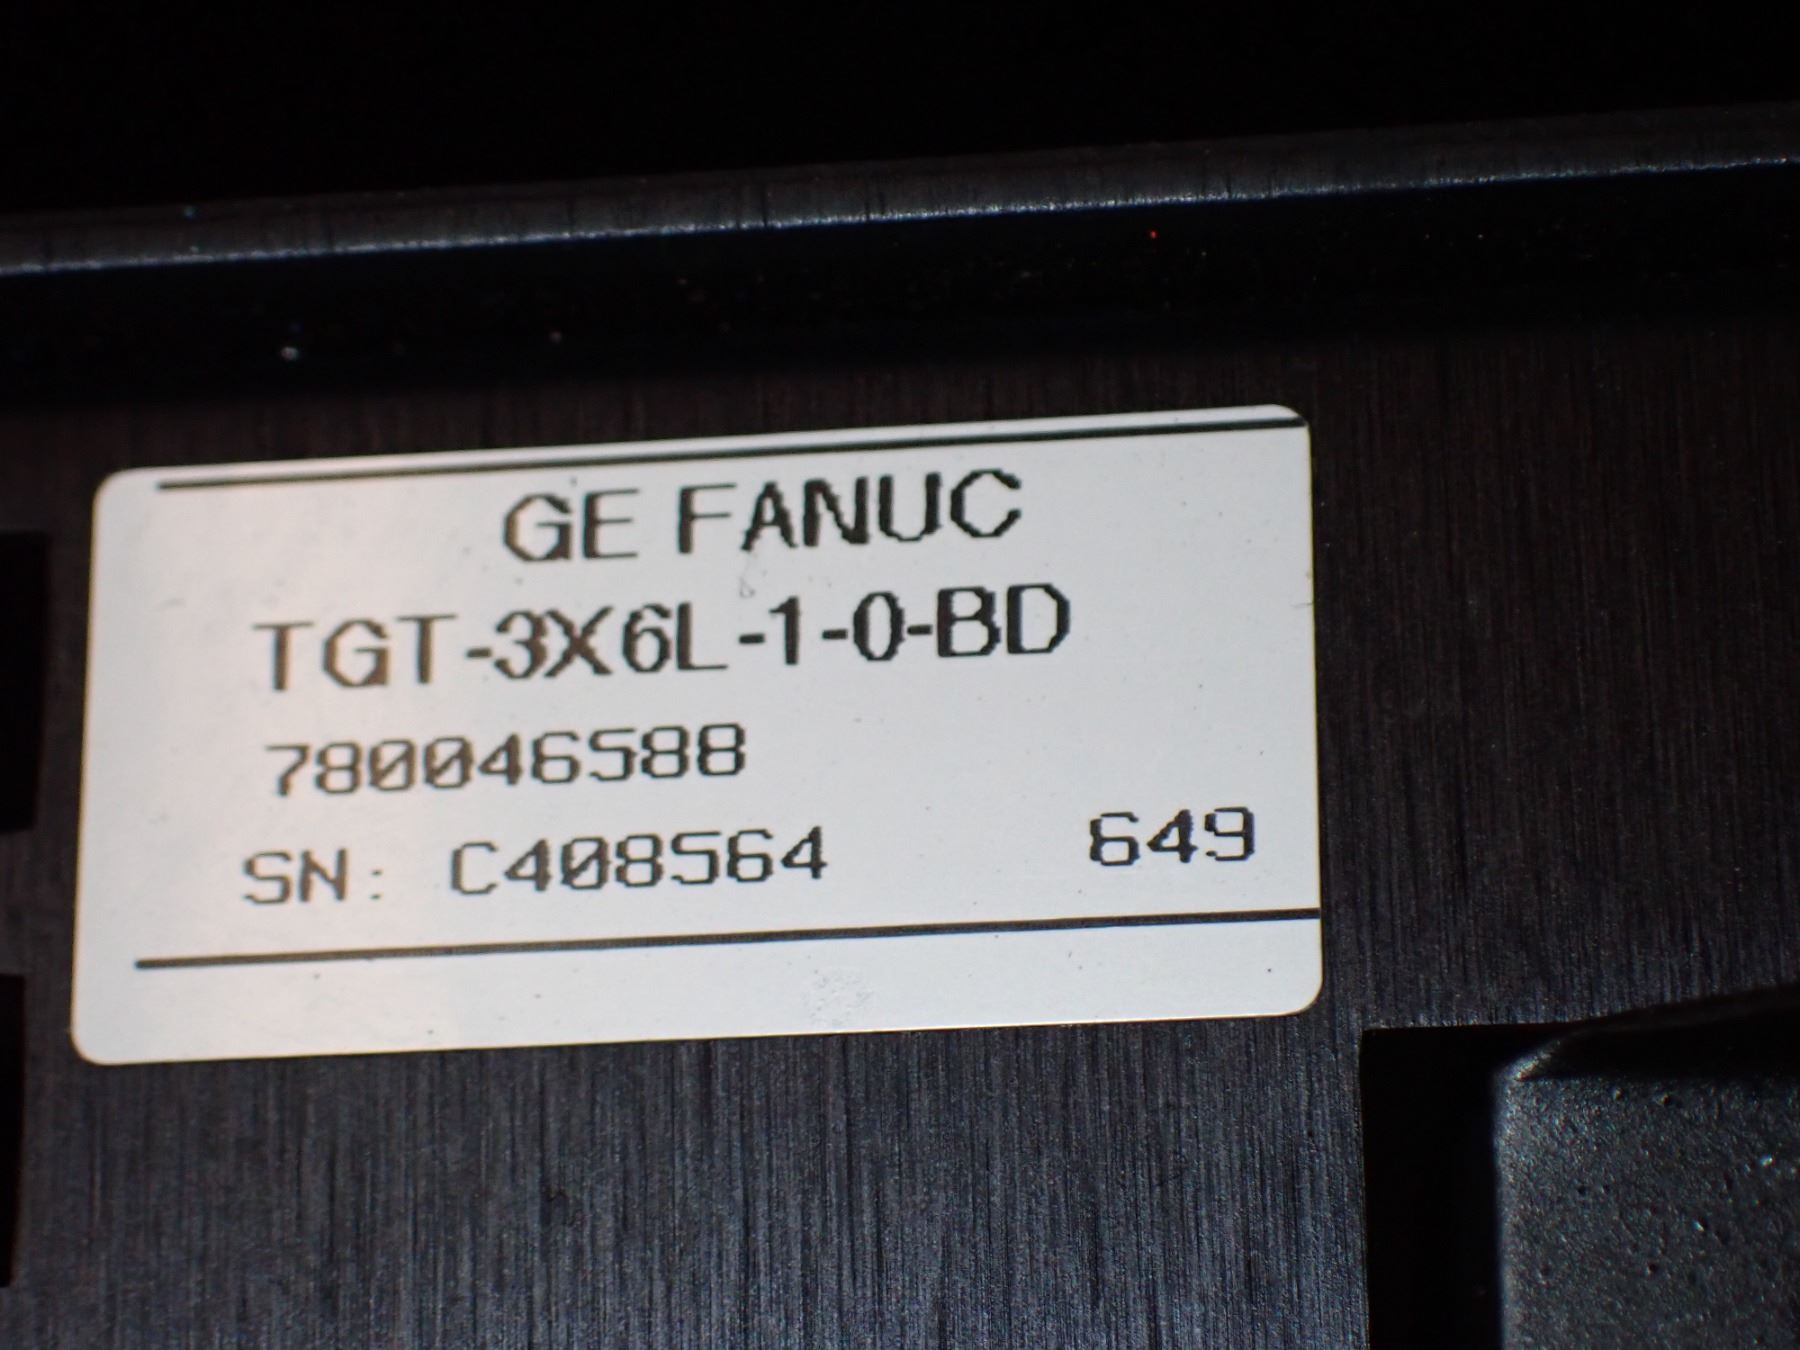 GE FANUC
TGT-3X6L-1-0-BD
780046588
SN: C408564 649